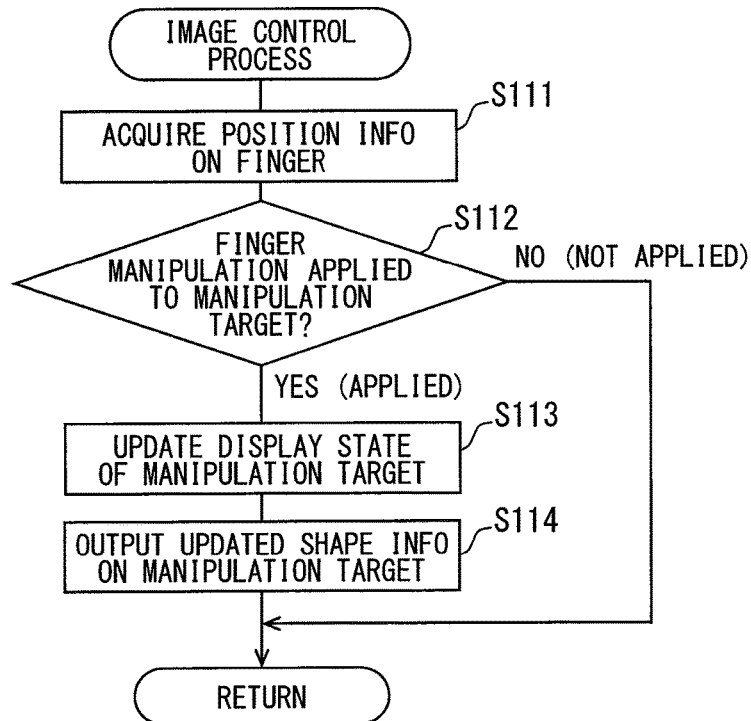 IMAGE CONTROL
PROCESS
S111
ACQUIRE POSITION INFO
ON FINGER
S112
FINGER
MANIPULATION APPLIED
TO MANIPULATION
TARGET?
NO (NOT APPLIED)
YES (APPLIED)
S113
UPDATE DISPLAY STATE
OF MANIPULATION TARGET
S114
OUTPUT UPDATED SHAPE INFO
ON MANIPULATION TARGET
RETURN